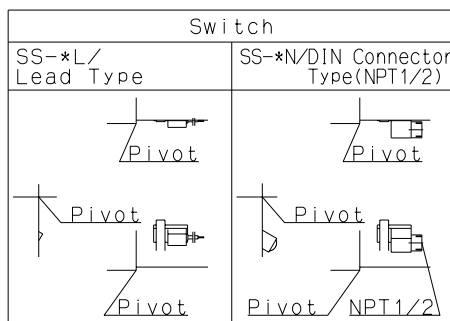 Switch
SS-*L/
Lead Type
SS-*N/DIN Connector
Type(NPT1/2)
Pivot
Pivot
Pivot
Pivot
Pivot
Pivot
NPT1/2